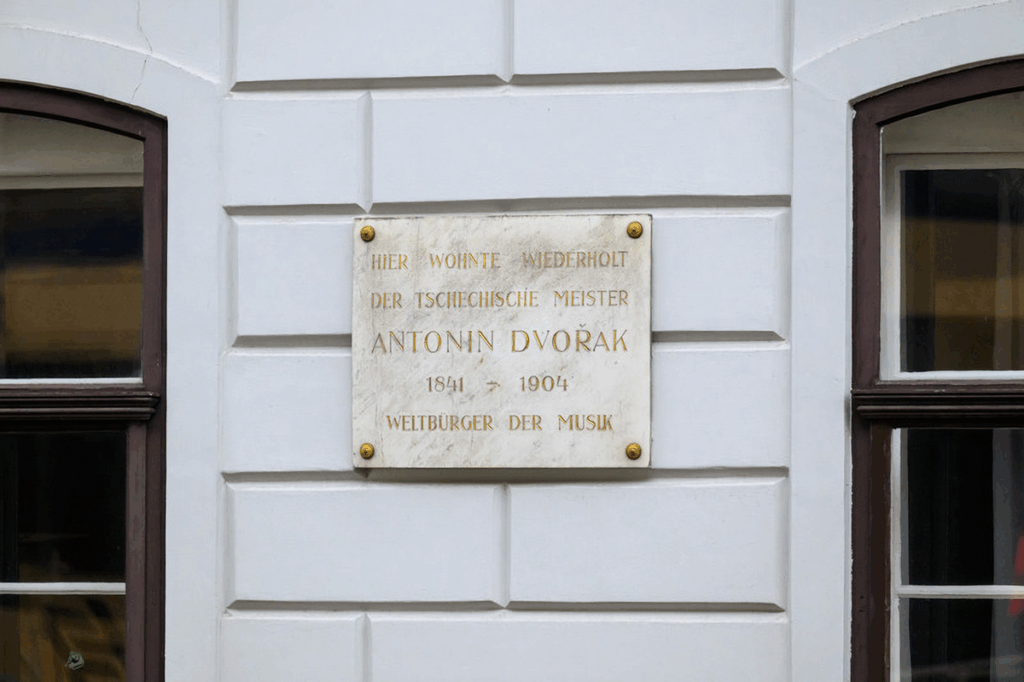 HIER WOHNTE WIEDERHOLT
DER TSCHECHISCHE MEISTER
ANTONIN DVOŘAK
1841 - 1904
WELTBÜRGER DER MUSIK